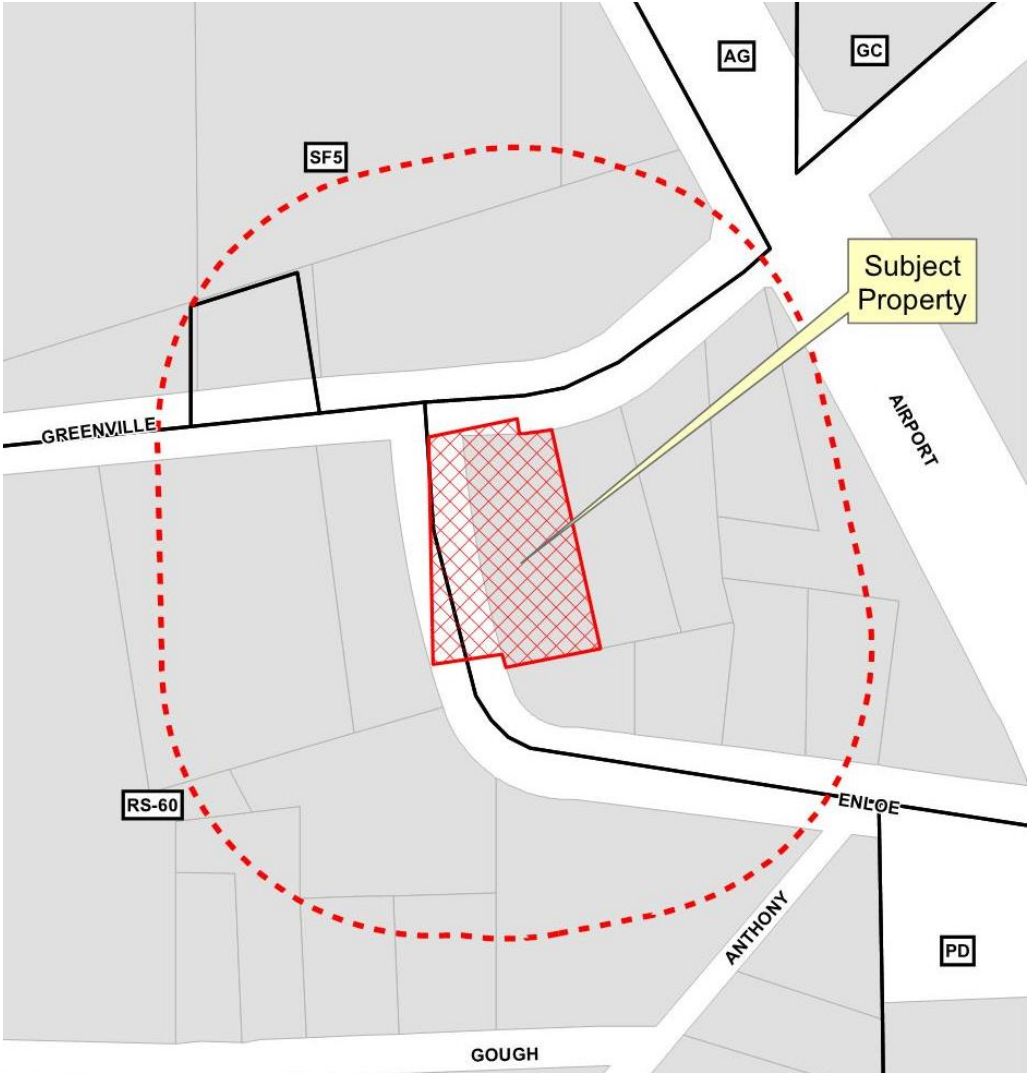 AG
GC
SF5
Subject
Property
GREENVILLE
AIRPORT
RS-60
ENLOE
ANTHONY
PD
GOUGH